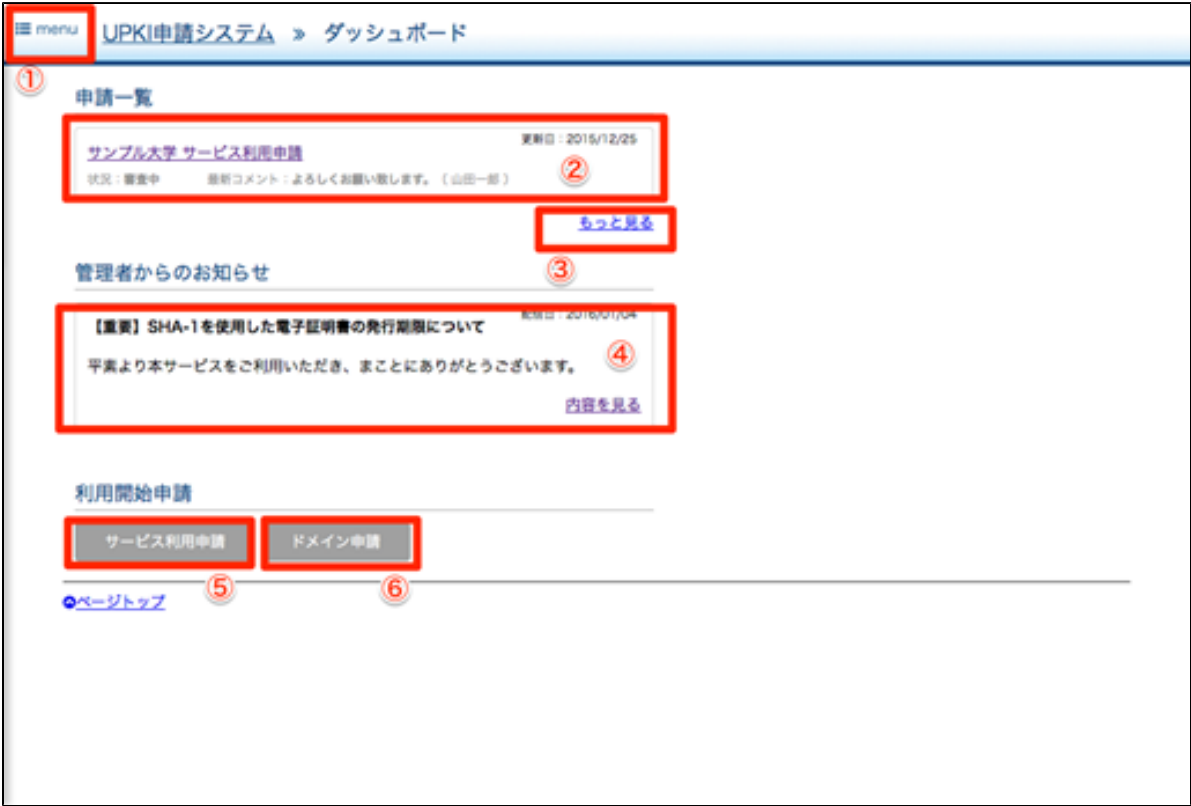 menu UPKI申請システム » ダッシュボード
①
申請一覧
更新日：2015/12/25
サンプル大学 サービス利用申請
②
状況：審査中 最新コメント：よろしくお願い致します。（山田一郎）
もっと見る
③
管理者からのお知らせ
配信日：2016/01/04
【重要】SHA-1を使用した電子証明書の発行期限について
④
平素より本サービスをご利用いただき、まことにありがとうございます。
内容を見る
利用開始申請
サービス利用申請 ドメイン申請
⑤ ⑥
ページトップ